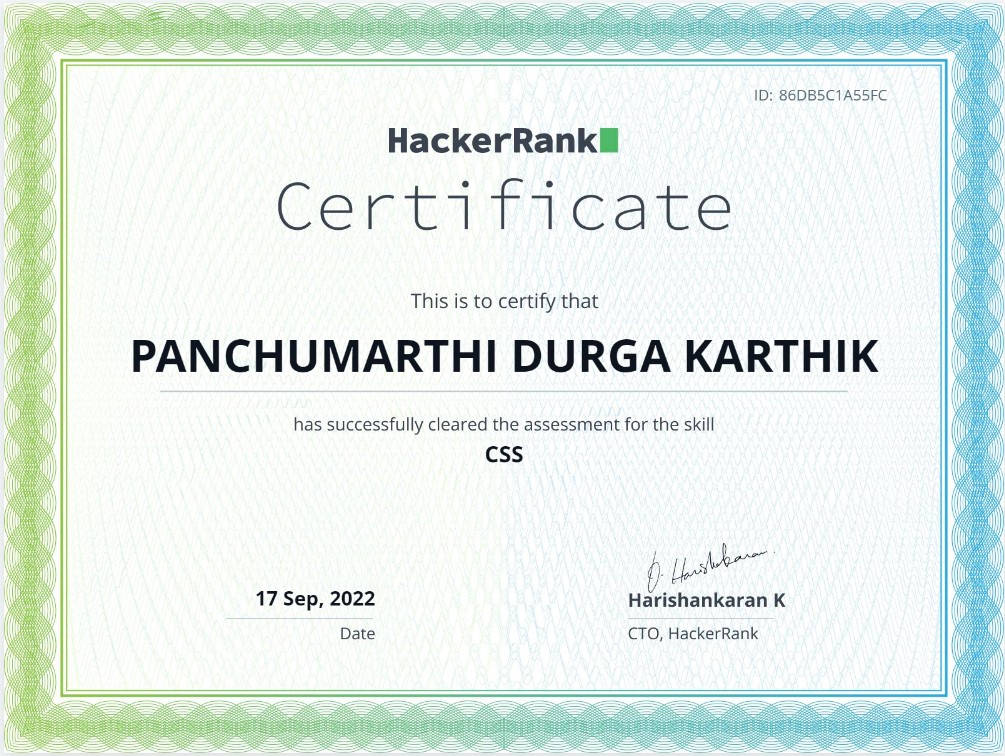 ID: 86DB5C1A55FC
HackerRank
Certificate
This is to certify that
PANCHUMARTHI DURGA KARTHIK
has successfully cleared the assessment for the skill
CSS
17 Sep, 2022
Date
Harishankaran K
CTO, HackerRank